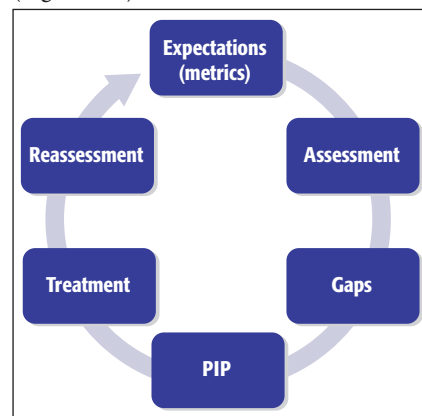 Expectations
(metrics)
Assessment
Gaps
PIP
Treatment
Reassessment